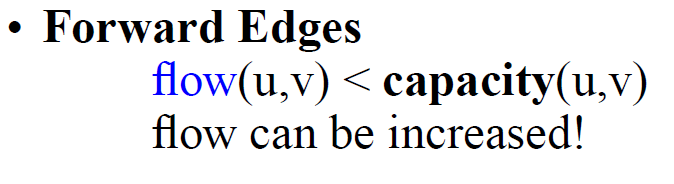 • Forward Edges
flow(u,v) < capacity(u,v)
flow can be increased!